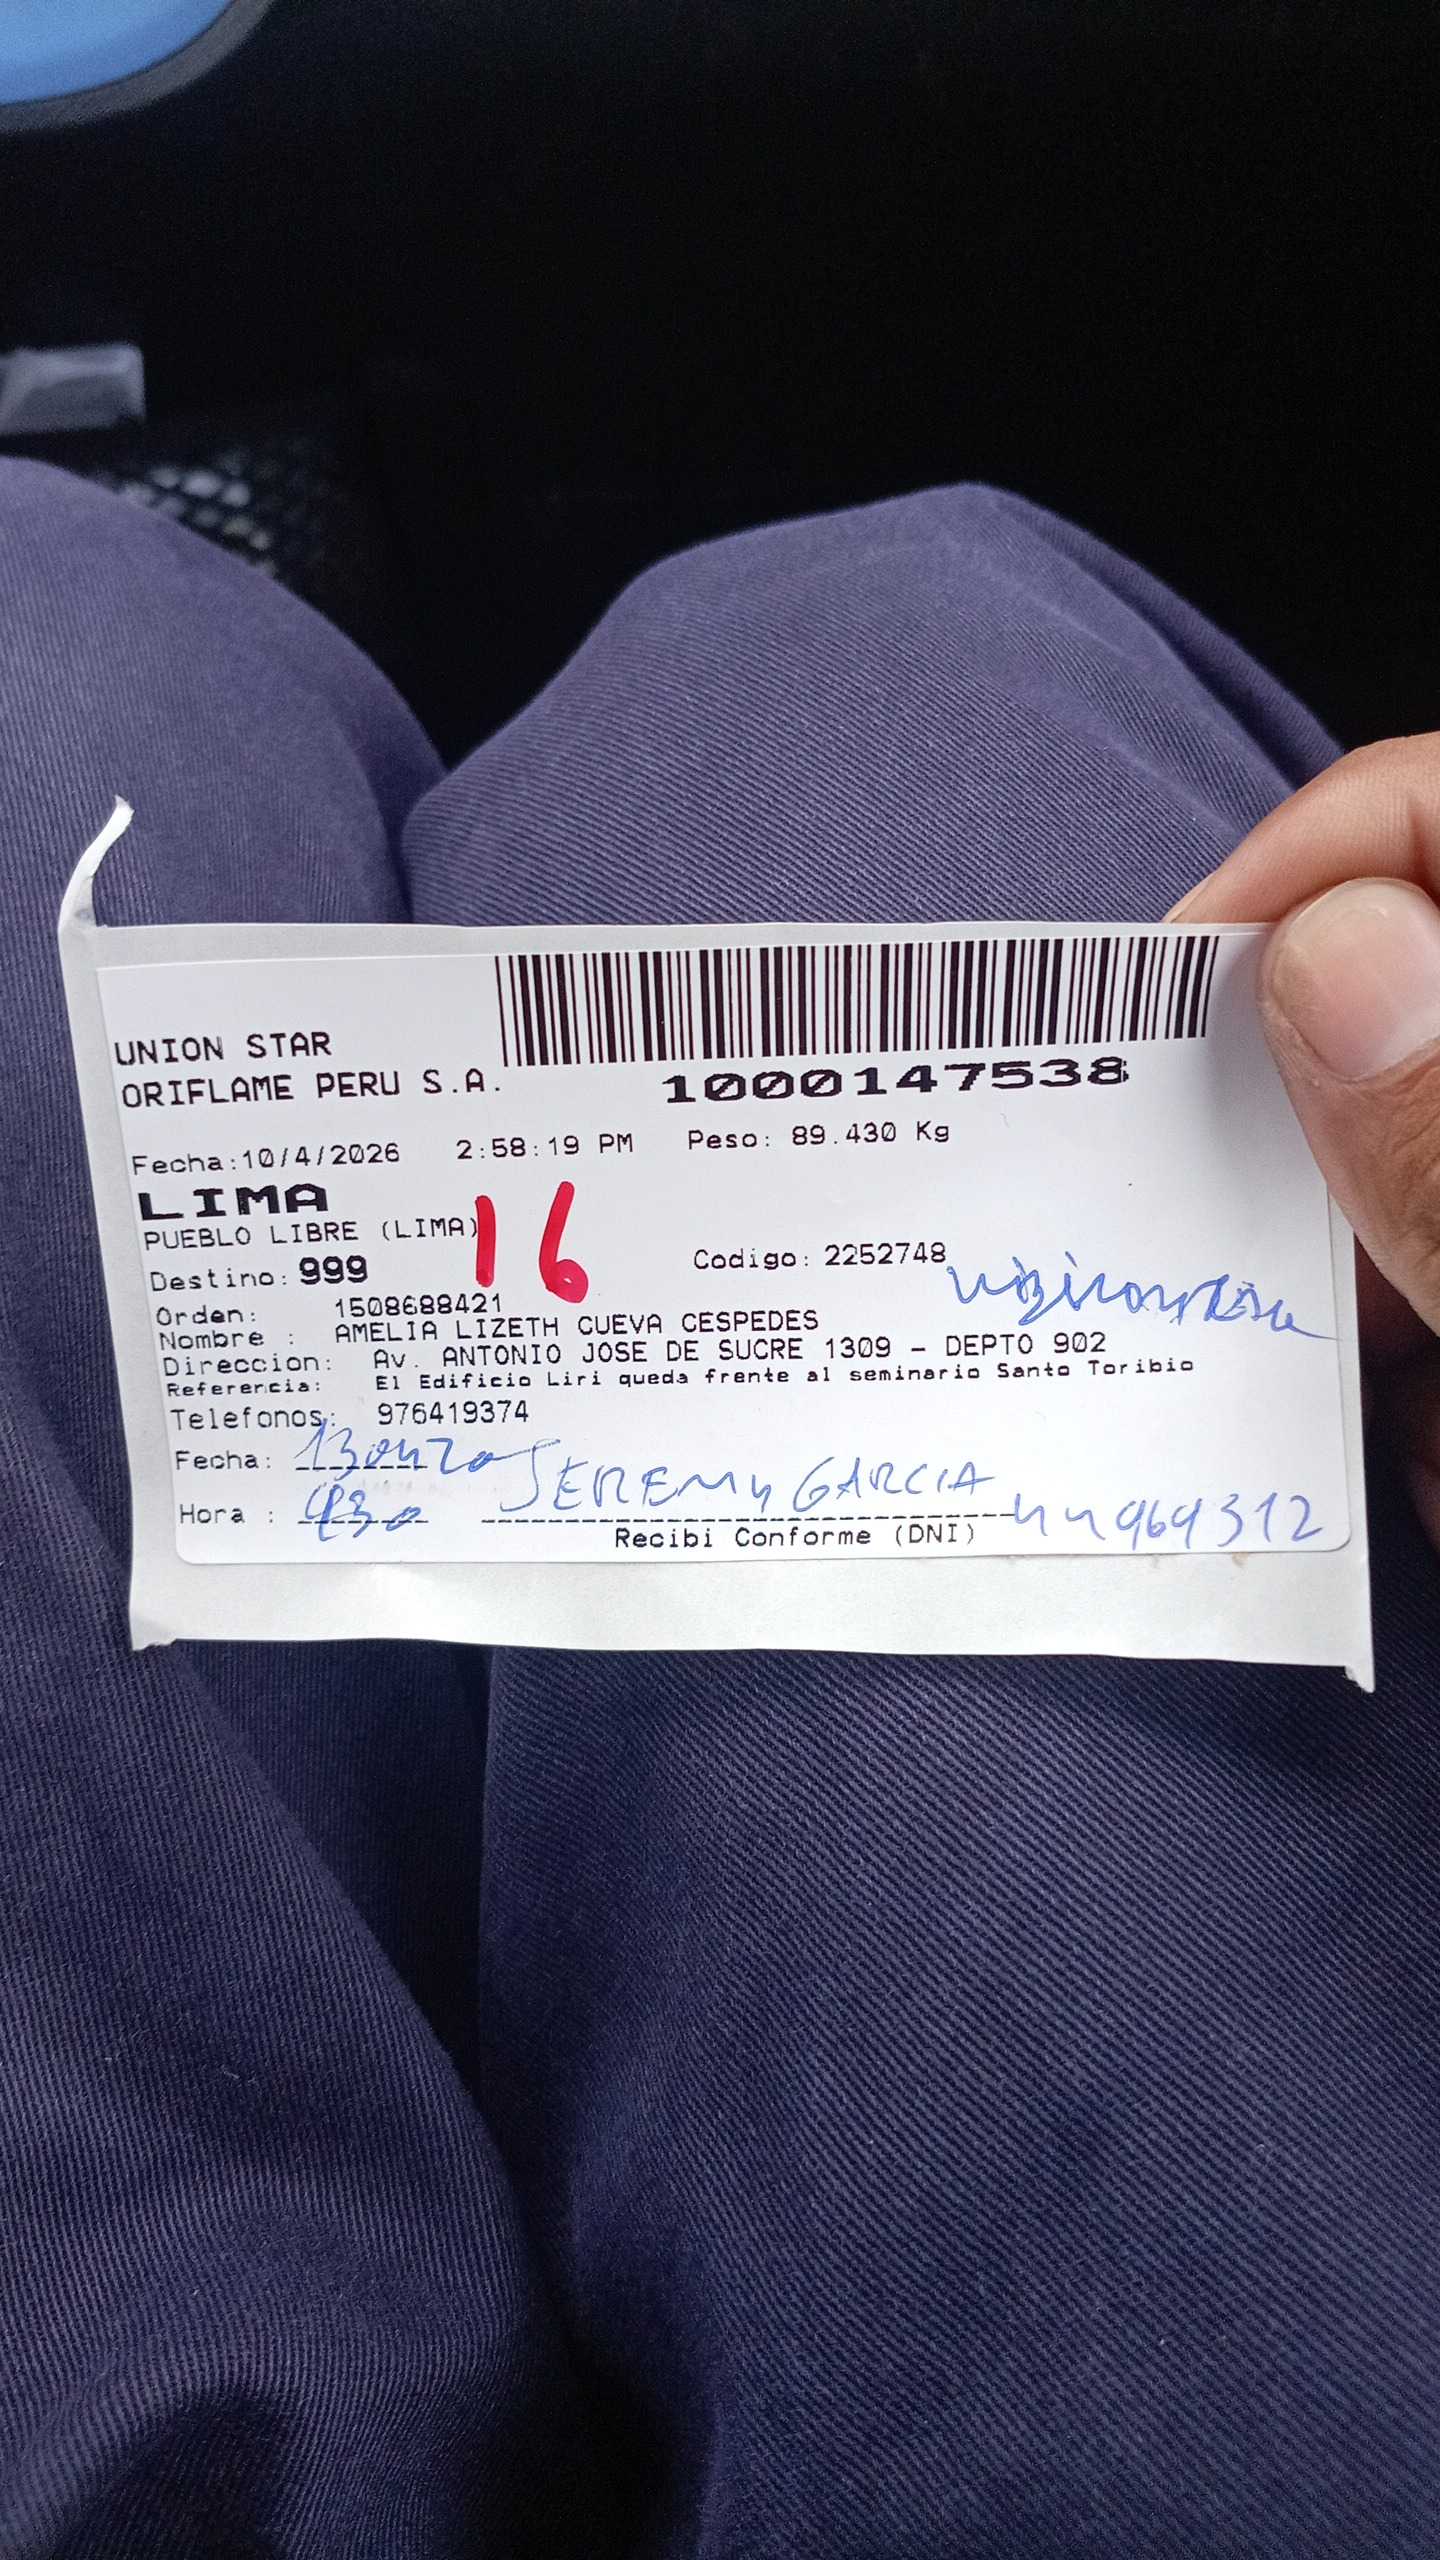 UNION STAR
ORIFLAME PERU S.A.
1000147538
Fecha:10/4/2026 2:58:19 PM Peso: 89.430 Kg
LIMA
PUEBLO LIBRE (LIMA)
16
Destino: 999 Codigo: 2252748
Orden: 1508688421
Nombre : AMELIA LIZETH CUEVA CESPEDES
Direccion: Av. ANTONIO JOSE DE SUCRE 1309 - DEPTO 902
Referencia: El Edificio Liri queda frente al seminario Santo Toribio
Telefonos: 976419374
Fecha:
JEREMY GARCIA
Hora : 930 44969312
Recibi Conforme (DNI)